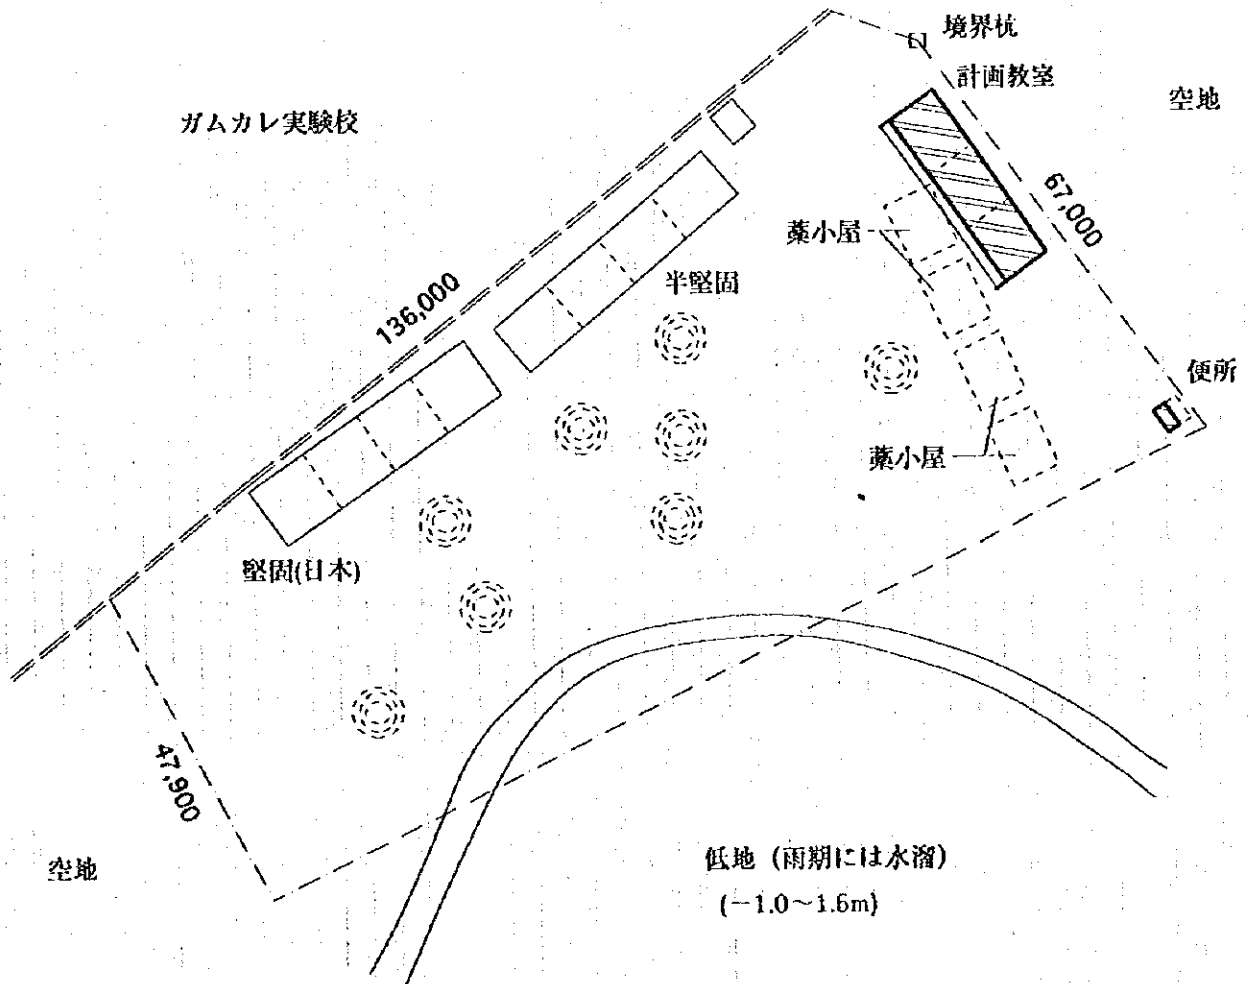 境界杭
計画教室
空地
ガムカレ実験校
67,000
藁小屋
半堅固
136,000
便所
藁小屋
堅固(日本)
47,900
空地
低地 (雨期には水溜)
(−1.0~1.6m)